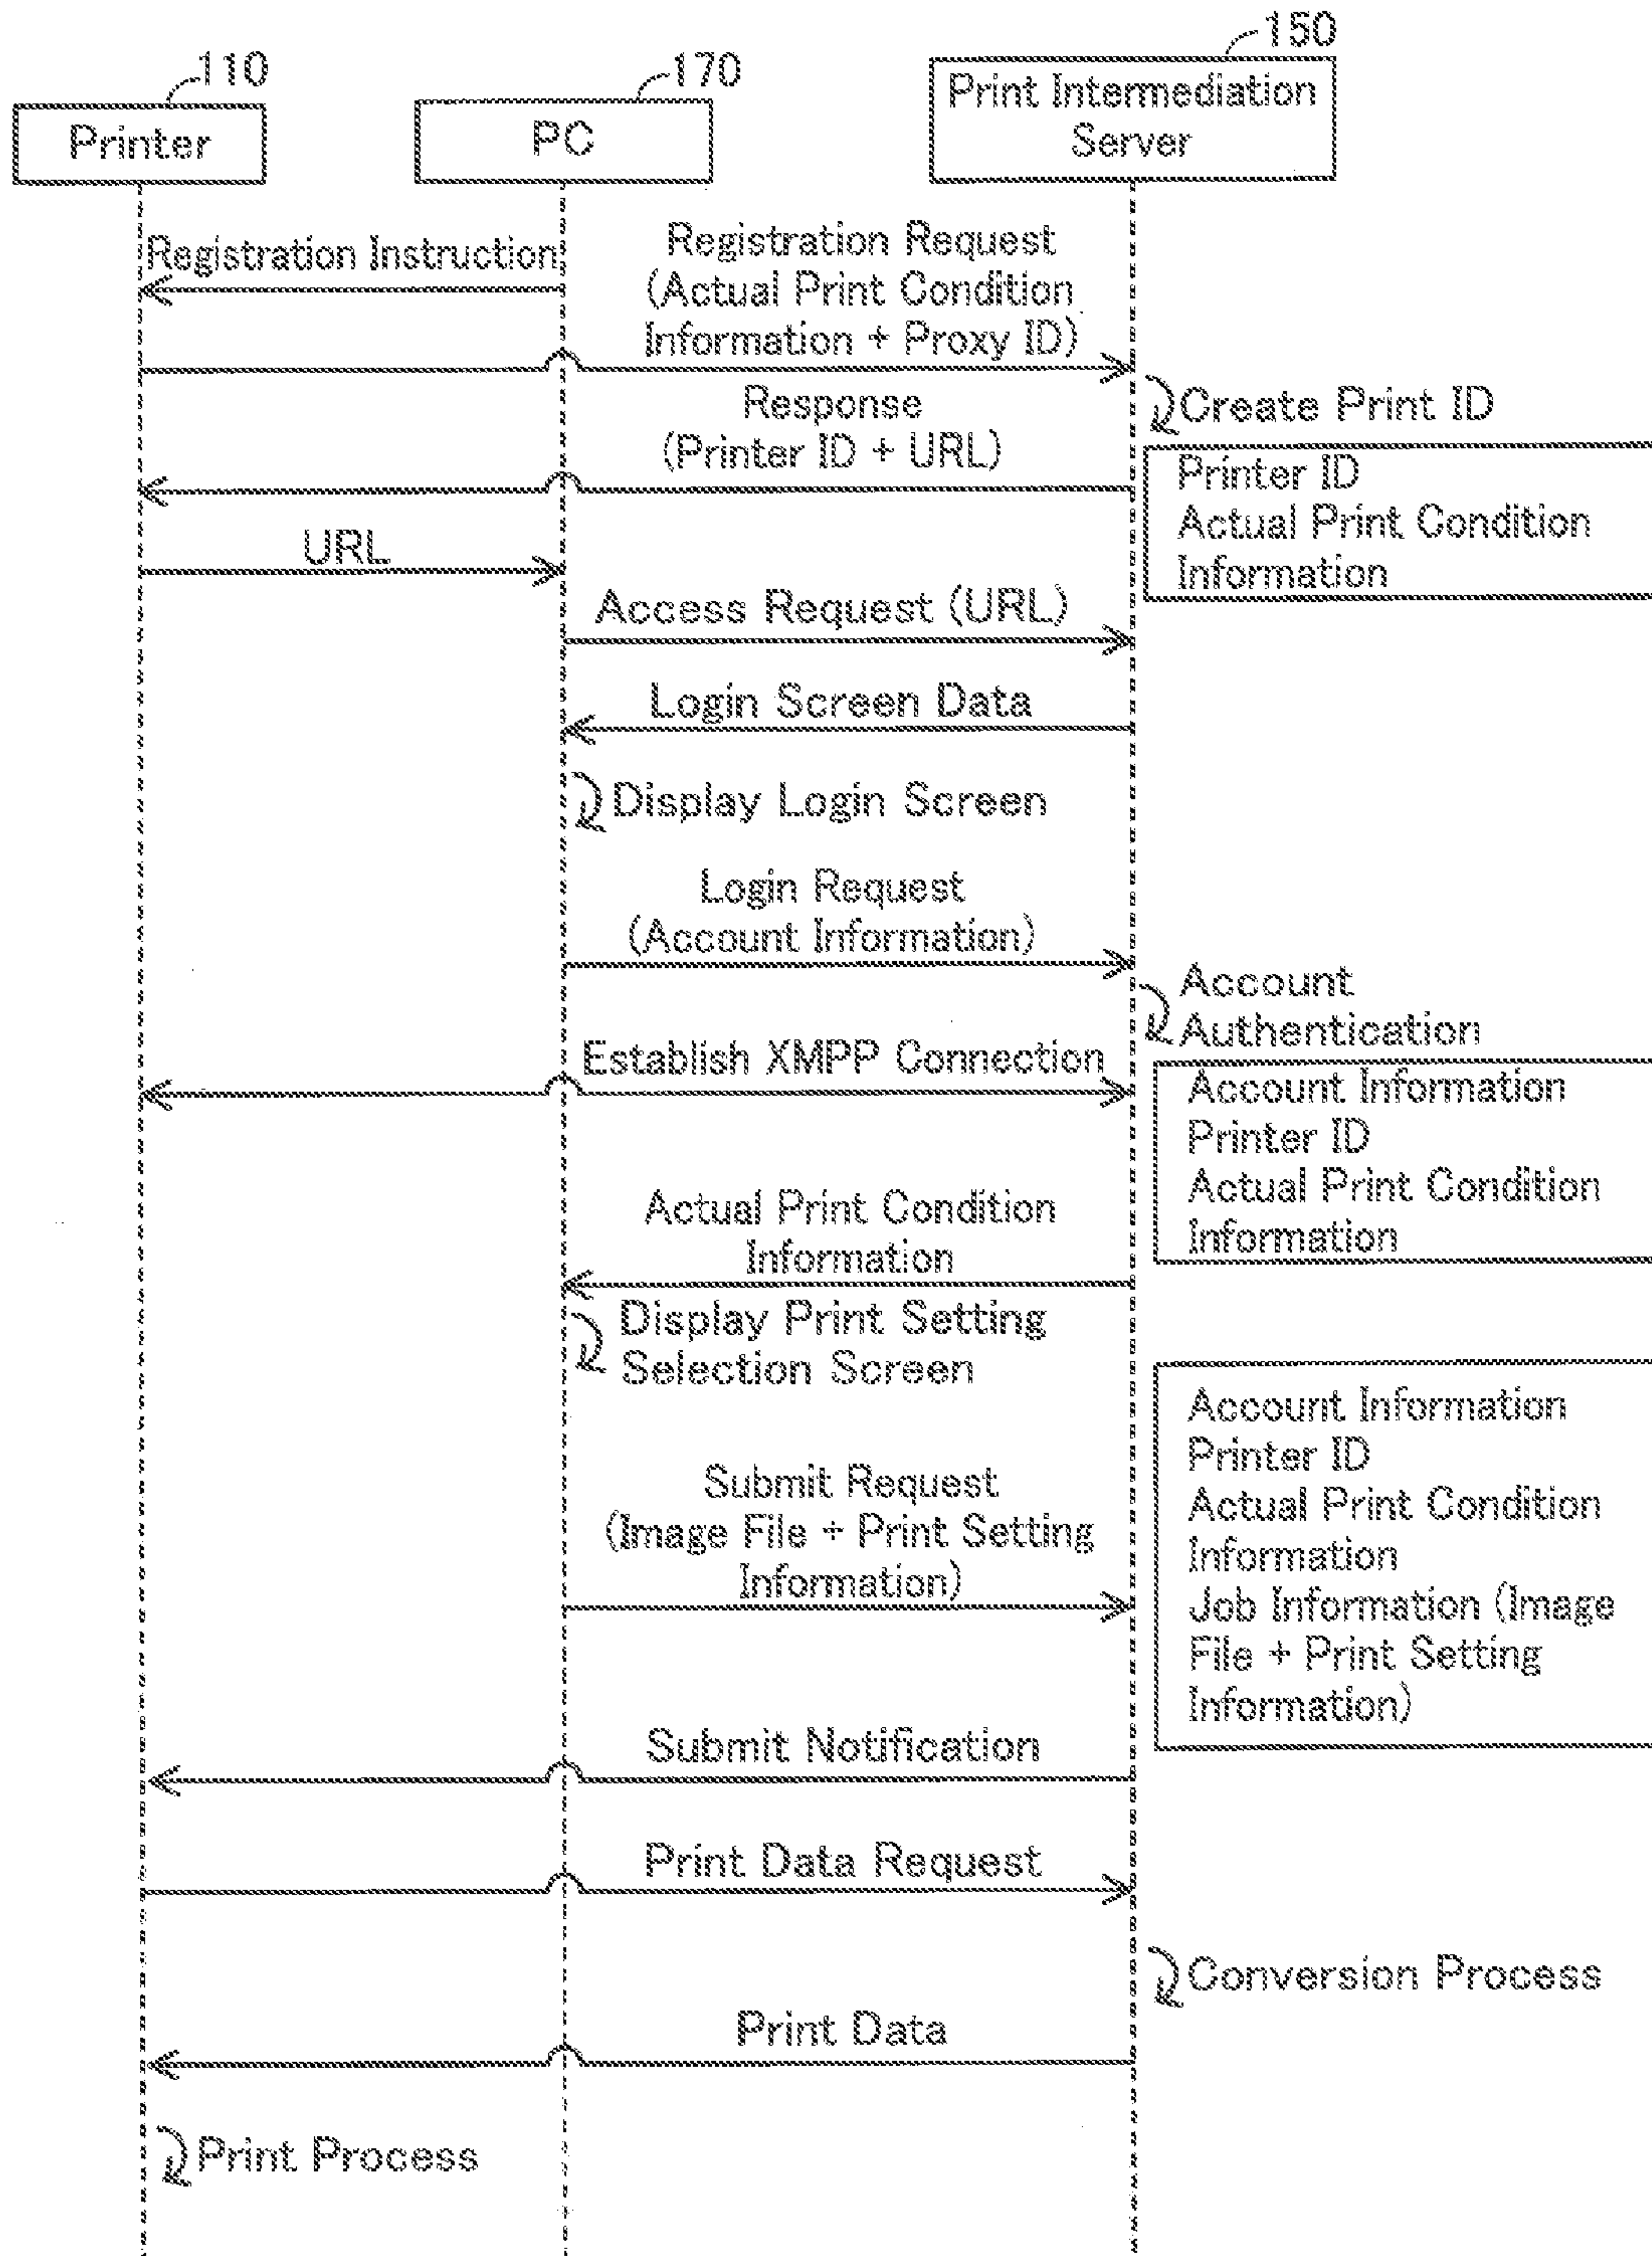 110
Printer
170
PC
150
Print Intermediation
Server
Registration Instruction
Registration Request
(Actual Print Condition
Information + Proxy ID)
Create Print ID
Response
(Printer ID + URL)
Printer ID
Actual Print Condition
Information
URL
Access Request (URL)
Login Screen Data
Display Login Screen
Login Request
(Account Information)
Account
Authentication
Establish XMPP Connection
Account Information
Printer ID
Actual Print Condition
Information
Actual Print Condition
Information
Display Print Setting
Selection Screen
Submit Request
(Image File + Print Setting
Information)
Account Information
Printer ID
Actual Print Condition
Information
Job Information (Image
File + Print Setting
Information)
Submit Notification
Print Data Request
Conversion Process
Print Data
Print Process